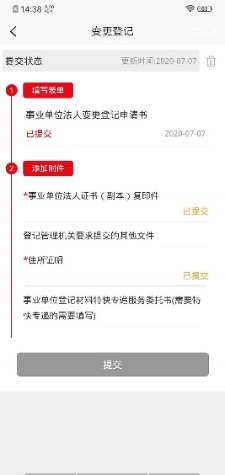 14:38
变更登记
提交状态
更新时间:2020-07-07
1
填写表单
事业单位法人变更登记申请书
已提交
2020-07-07
2
添加附件
*事业单位法人证书（副本）复印件
已提交
登记管理机关要求提交的其他文件
*住所证明
已提交
事业单位登记材料特快专递服务委托书(需要特
快专递的需要填写)
提交